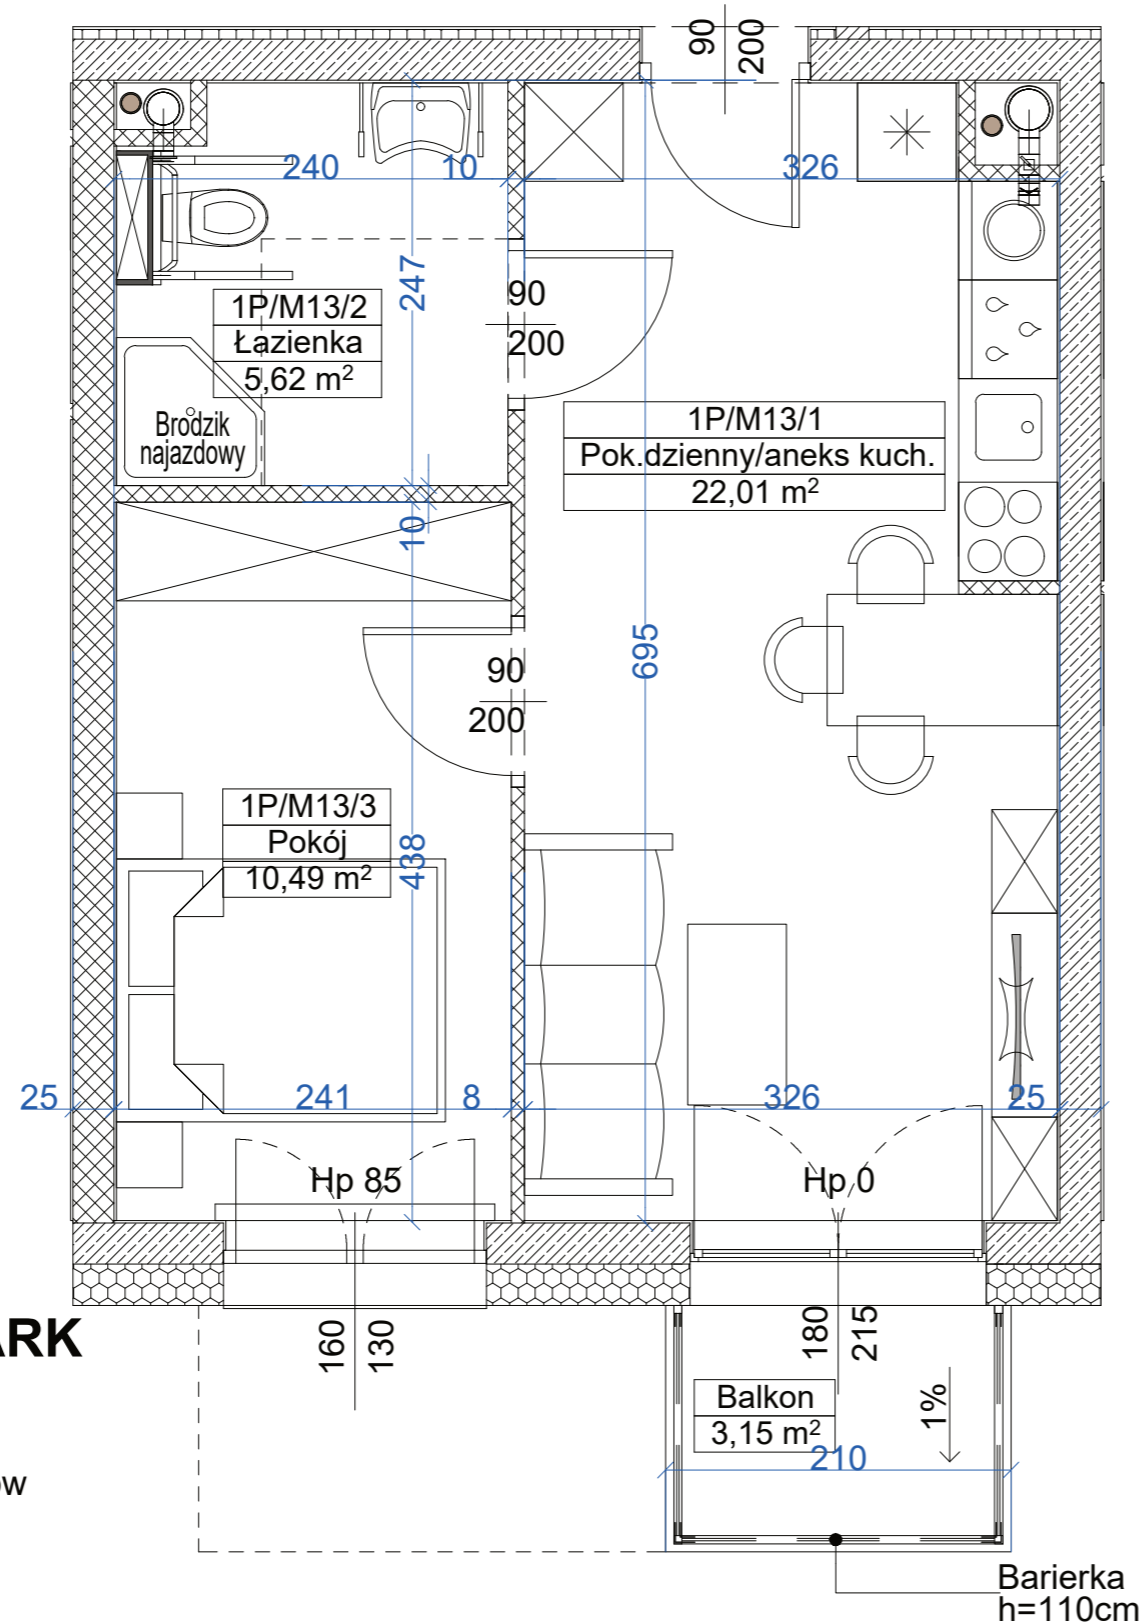 90
200
240
10
326
247
1P/M13/2
Łazienka
5,62 m²
90
200
Brodzik
najazdowy
1P/M13/1
Pok.dzienny/aneks kuch.
22,01 m²
10
695
90
200
1P/M13/3
Pokój
10,49 m²
438
25
241
8
326
25
Hp 85
Hp 0
160
130
180
215
ARK
Balkon
3,15 m²
1%
210
ów
Barierka
h=110cm